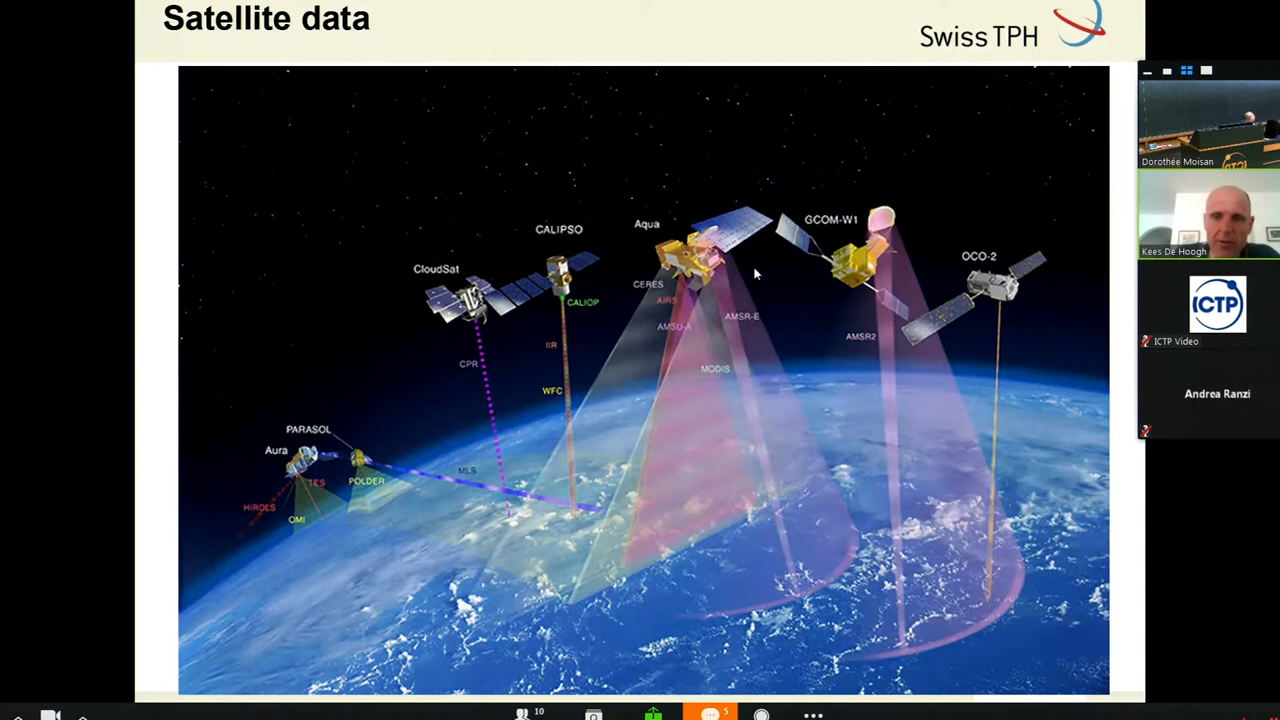 Satellite data
Swiss TPH
Dorothée Moisan
Kees De Hoogh
ICTP
ICTP Video
Andrea Ranzi
GCOM-W1
Aqua
CALIPSO
OCO-2
CloudSat
CERES
AIRS
CALIOP
AMSR-E
AMSU-A
AMSR2
IIR
CPR
MODIS
WFC
PARASOL
Aura
MLS
TES
POLDER
HIRDLS
OMI
10
5